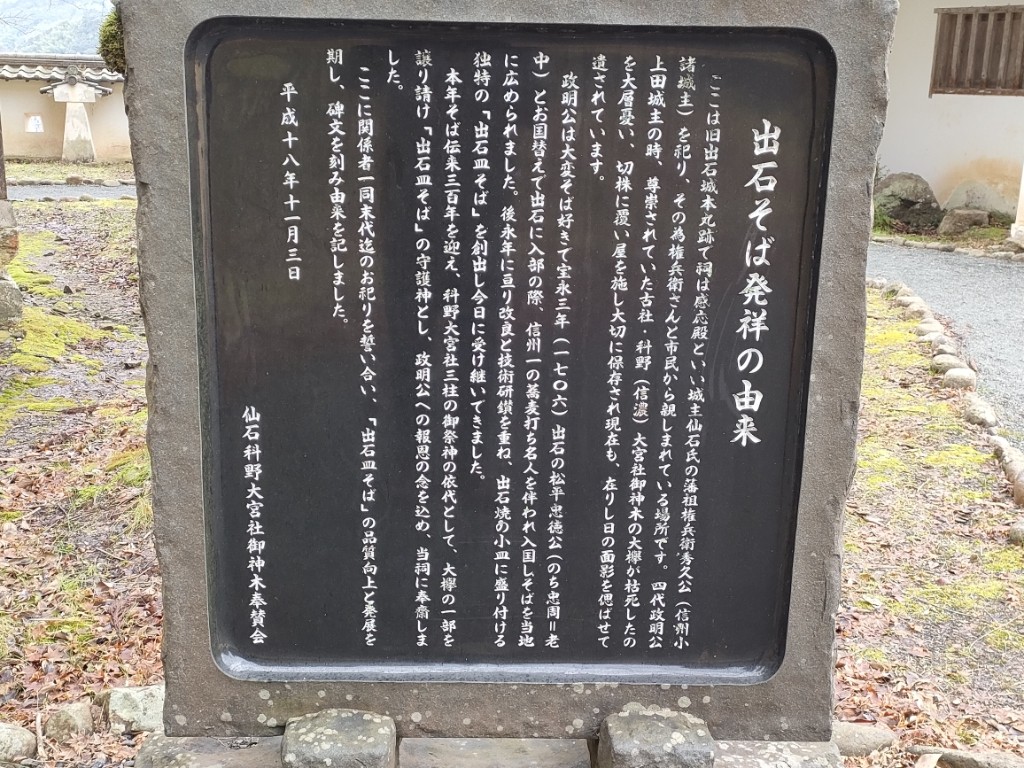 出石そば発祥の由来
ここは旧出石城本丸跡で祠は感応殿といい城主仙石氏の藩祖権兵衛秀久公(信州小
諸城主)を祀り、その為権兵衛さんと市民から親しまれている場所です。四代政明公
上田城主の時、尊崇されていた古社・科野(信濃)大宮社御神木の大欅が枯死したの
を大層憂い、切株に覆い屋を施し大切に保存され現在も、在りし日の面影を偲ばせて
遺されています。
政明公は大変そば好きで宝永三年(一七〇六)出石の松平忠徳公(のち忠周=老
中)とお国替えで出石に入部の際、信州一の蕎麦打ち名人を伴われ入国しそばを当地
に広められました。後永年に亘り改良と技術研鑽を重ね、出石焼の小皿に盛り付ける
独特の「出石皿そば」を創出し今日に受け継いできました。
本年そば伝来三百年を迎え、科野大宮社三柱の御祭神の依代として、大欅の一部を
譲り請け「出石皿そば」の守護神とし、政明公への報恩の念を込め、当祠に奉斎しま
した。
ここに関係者一同末代迄のお祀りを誓い合い、「出石皿そば」の品質向上と発展を
期し、碑文を刻み由来を記しました。
平成十八年十一月三日
仙石科野大宮社御神木奉賛会